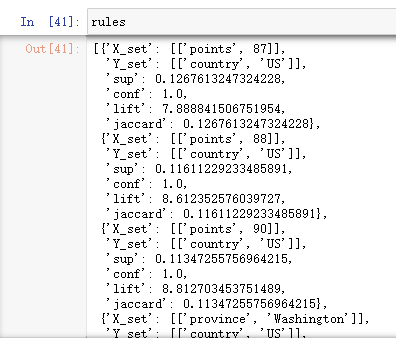 In [41]: rules
Out[41]: [{'X_set': [['points', 87]],
'Y_set': [['country', 'US']],
'sup': 0.1267613247324228,
'conf': 1.0,
'lift': 7.888841506751954,
'jaccard': 0.1267613247324228},
{'X_set': [['points', 88]],
'Y_set': [['country', 'US']],
'sup': 0.11611229233485891,
'conf': 1.0,
'lift': 8.612352576039727,
'jaccard': 0.11611229233485891},
{'X_set': [['points', 90]],
'Y_set': [['country', 'US']],
'sup': 0.11347255756964215,
'conf': 1.0,
'lift': 8.812703453751489,
'jaccard': 0.11347255756964215},
{'X_set': [['province', 'Washington']],
'Y_set': [['country', 'US']],